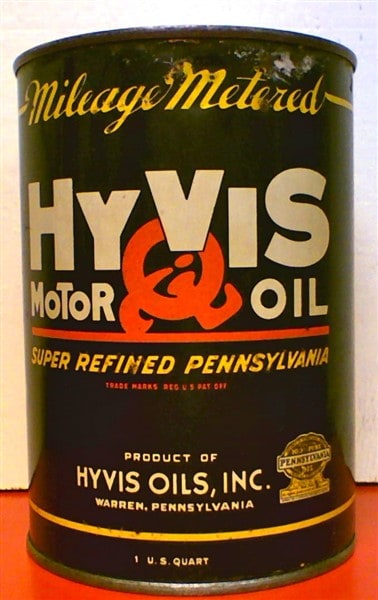 Mileage Metered
HYVIS
MOTOR OIL
SUPER REFINED PENNSYLVANIA
TRADE MARKS REG U S PAT OFF
PRODUCT OF
HYVIS OILS, INC.
WARREN, PENNSYLVANIA
PENNSYLVANIA
1 U.S. QUART